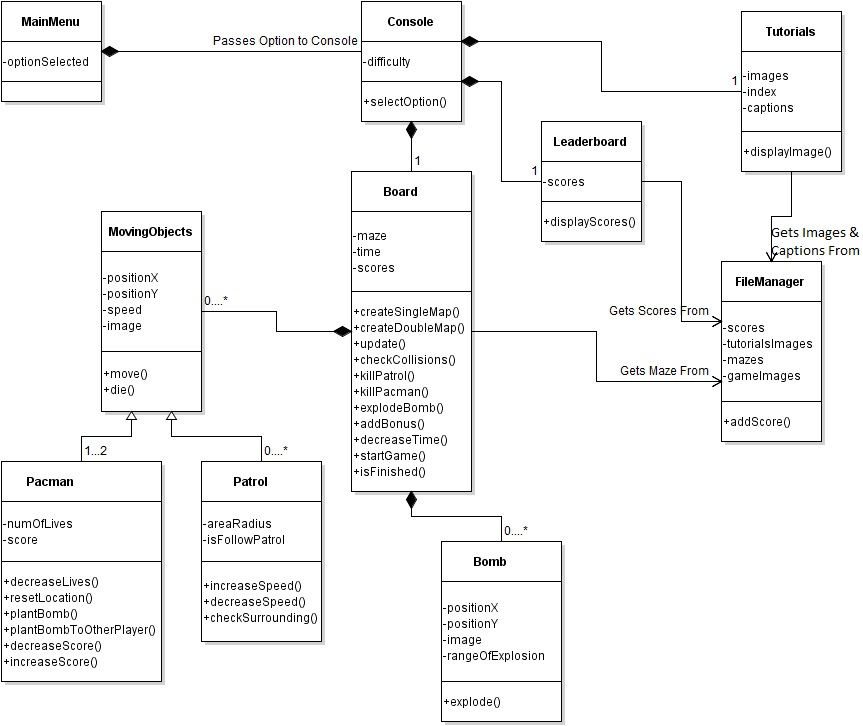 MainMenu
-optionSelected
Passes Option to Console
Console
-difficulty
+selectOption()
Tutorials
-images
-index
-captions
+displayImage()
1
Leaderboard
-scores
+displayScores()
1
1
Board
-maze
-time
-scores
+createSingleMap()
+createDoubleMap()
+update()
+checkCollisions()
+killPatrol()
+killPacman()
+explodeBomb()
+addBonus()
+decreaseTime()
+startGame()
+isFinished()
MovingObjects
-positionX
-positionY
-speed
-image
+move()
+die()
0....*
Gets Images &
Captions From
FileManager
-scores
-tutorialsImages
-mazes
-gameImages
+addScore()
Gets Scores From
Gets Maze From
1...2
0....*
Pacman
-numOfLives
-score
+decreaseLives()
+resetLocation()
+plantBomb()
+plantBombToOtherPlayer()
+decreaseScore()
+increaseScore()
Patrol
-areaRadius
-isFollowPatrol
+increaseSpeed()
+decreaseSpeed()
+checkSurrounding()
0....*
Bomb
-positionX
-positionY
-image
-rangeOfExplosion
+explode()